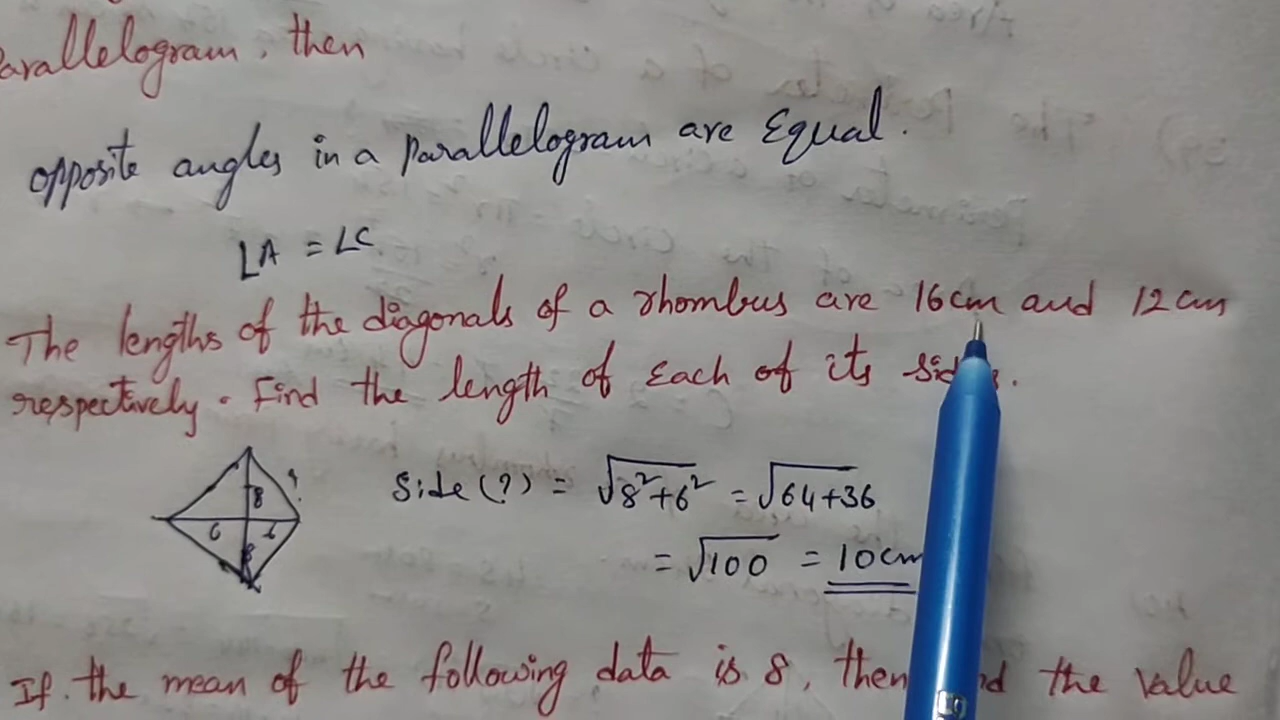 Parallelogram, then
opposite angles in a parallelogram are Equal.
∠A = ∠C
The lengths of the diagonals of a rhombus are 16cm and 12cm
respectively. Find the length of Each of its
8
6 6
8
Side (?) = √8²+6² = √64+36
= √100 = 10cm
If the mean of the following data is 8, then the value